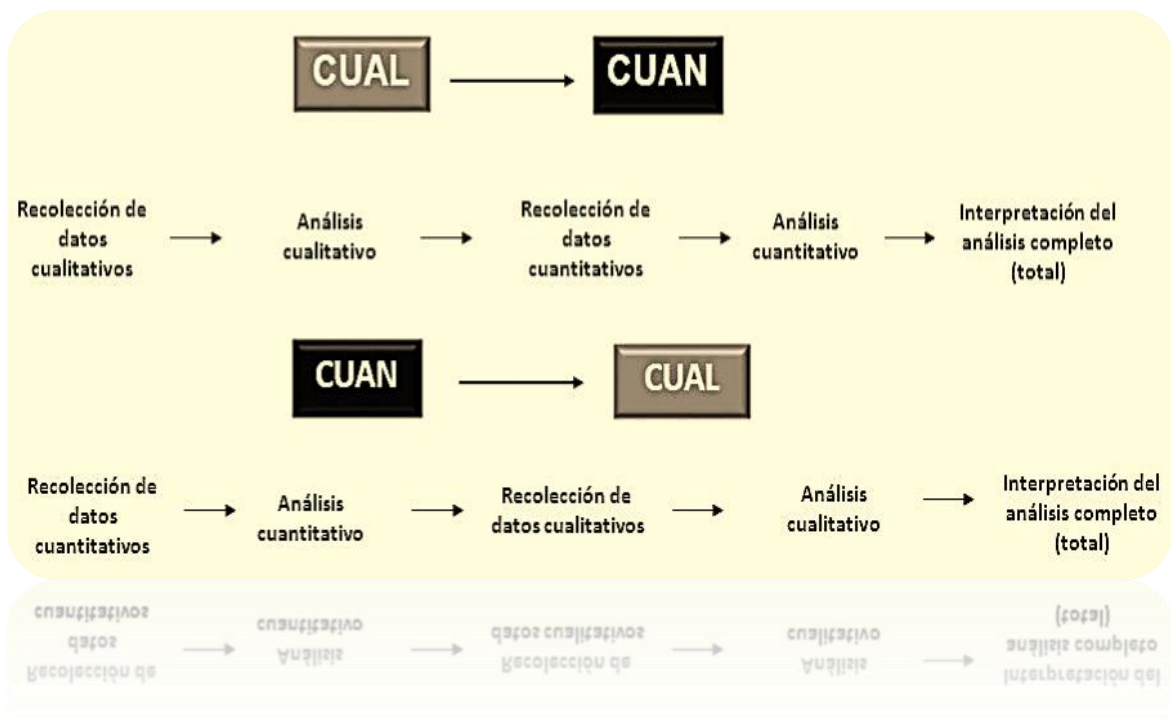 CUAL
CUAN
Recolección de
datos
cualitativos
Análisis
cualitativo
Recolección de
datos
cuantitativos
Análisis
cuantitativo
Interpretación del
análisis completo
(total)
CUAN
CUAL
Recolección de
datos
cuantitativos
Análisis
cuantitativo
Recolección de
datos cualitativos
Análisis
cualitativo
Interpretación del
análisis completo
(total)